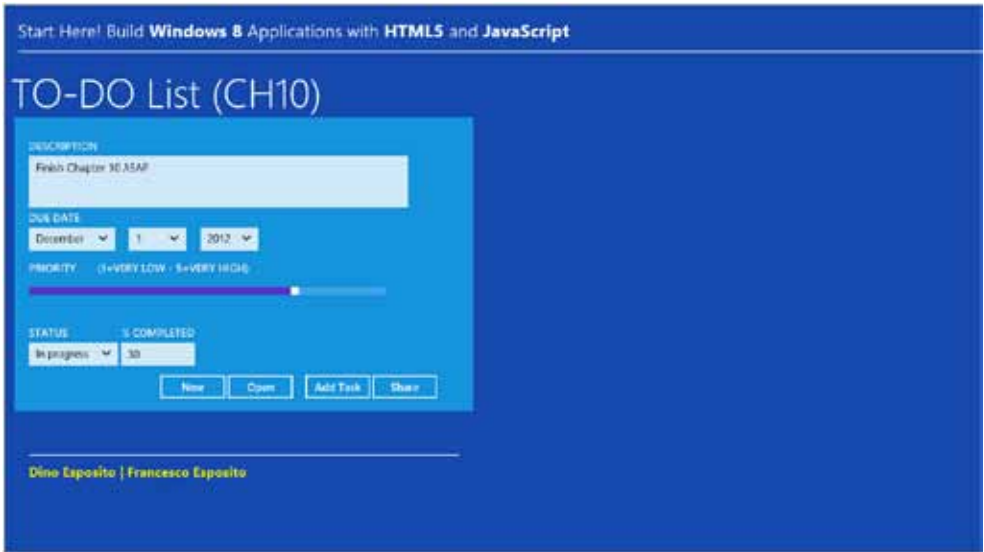 Start Here! Build Windows 8 Applications with HTML5 and JavaScript
TO-DO List (CH10)
DESCRIPTION
Finish Chapter 10 ASAP
DUE DATE
December 1 2012
PRIORITY (1=VERY LOW - 5=VERY HIGH)
STATUS % COMPLETED
In progress 30
New Open Add Task Share
Dino Esposito | Francesco Esposito